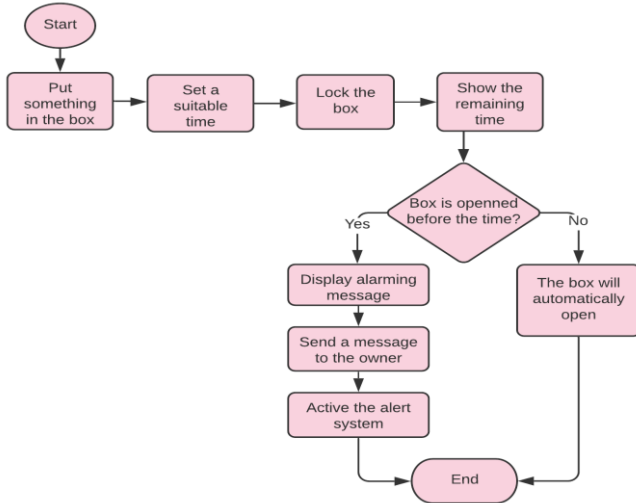 Start
Put
something
in the box
Set a
suitable
time
Lock the
box
Show the
remaining
time
Box is openned
before the time?
Yes
No
Display alarming
message
The box will
automatically
open
Send a message
to the owner
Active the alert
system
End